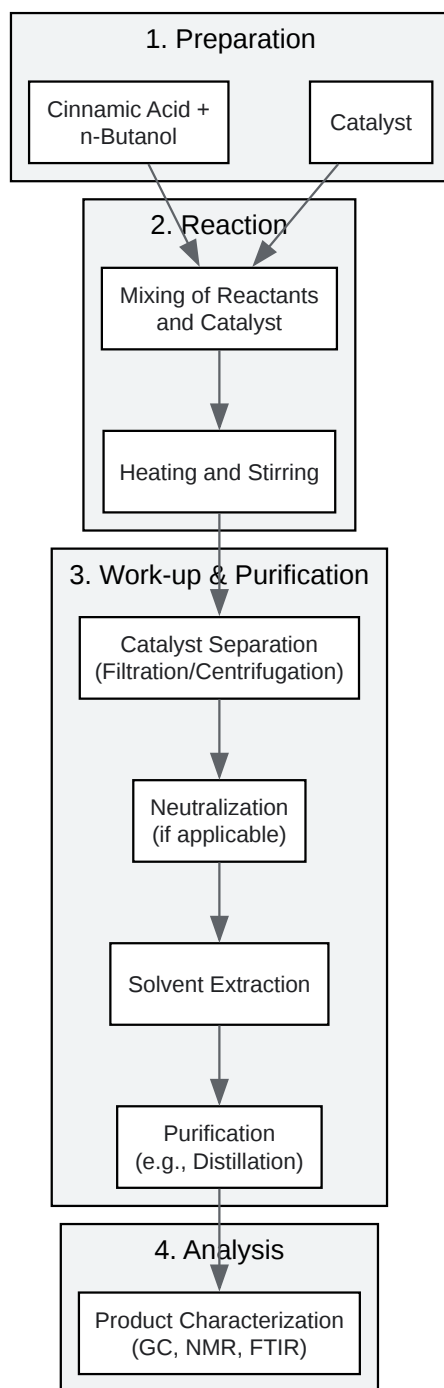 1. Preparation
Cinnamic Acid +
n-Butanol
Catalyst
2. Reaction
Mixing of Reactants
and Catalyst
Heating and Stirring
3. Work-up & Purification
Catalyst Separation
(Filtration/Centrifugation)
Neutralization
(if applicable)
Solvent Extraction
Purification
(e.g., Distillation)
4. Analysis
Product Characterization
(GC, NMR, FTIR)